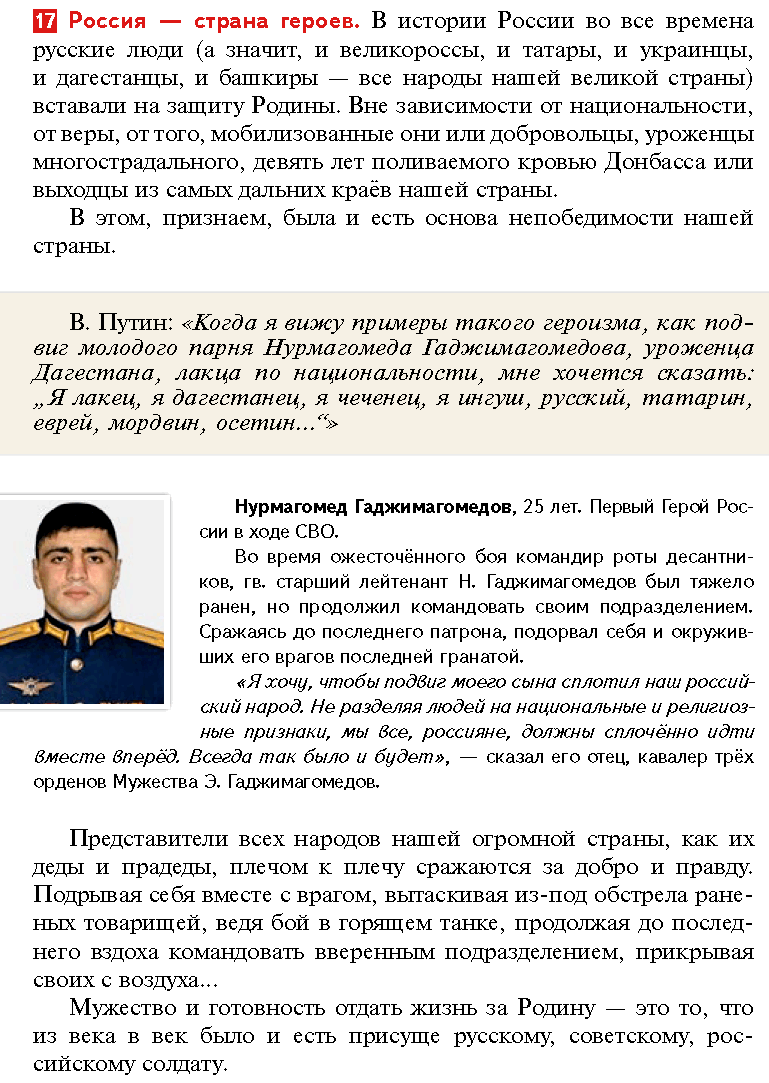 17 Россия — страна героев. В истории России во все времена
русские люди (а значит, и великороссы, и татары, и украинцы,
и дагестанцы, и башкиры — все народы нашей великой страны)
вставали на защиту Родины. Вне зависимости от национальности,
от веры, от того, мобилизованные они или добровольцы, уроженцы
многострадального, девять лет поливаемого кровью Донбасса или
выходцы из самых дальних краёв нашей страны.
В этом, признаем, была и есть основа непобедимости нашей
страны.
В. Путин: «Когда я вижу примеры такого героизма, как под-
виг молодого парня Нурмагомеда Гаджимагомедова, уроженца
Дагестана, лакца по национальности, мне хочется сказать:
„Я лакец, я дагестанец, я чеченец, я ингуш, русский, татарин,
еврей, мордвин, осетин...“»
Нурмагомед Гаджимагомедов, 25 лет. Первый Герой Рос-
сии в ходе СВО.
Во время ожесточённого боя командир роты десантни-
ков, гв. старший лейтенант Н. Гаджимагомедов был тяжело
ранен, но продолжил командовать своим подразделением.
Сражаясь до последнего патрона, подорвал себя и окружив-
ших его врагов последней гранатой.
«Я хочу, чтобы подвиг моего сына сплотил наш россий-
ский народ. Не разделяя людей на национальные и религиоз-
ные признаки, мы все, россияне, должны сплочённо идти
вместе вперёд. Всегда так было и будет», — сказал его отец, кавалер трёх
орденов Мужества Э. Гаджимагомедов.
Представители всех народов нашей огромной страны, как их
деды и прадеды, плечом к плечу сражаются за добро и правду.
Подрывая себя вместе с врагом, вытаскивая из-под обстрела ране-
ных товарищей, ведя бой в горящем танке, продолжая до послед-
него вздоха командовать вверенным подразделением, прикрывая
своих с воздуха...
Мужество и готовность отдать жизнь за Родину — это то, что
из века в век было и есть присуще русскому, советскому, рос-
сийскому солдату.